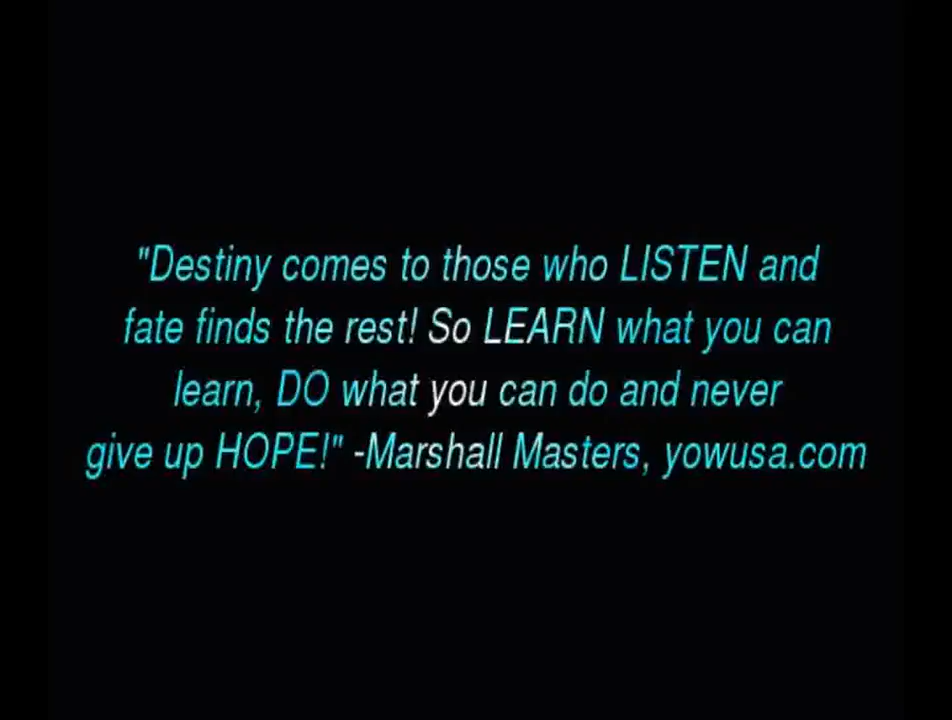 "Destiny comes to those who LISTEN and
fate finds the rest! So LEARN what you can
learn, DO what you can do and never
give up HOPE!" -Marshall Masters, yowusa.com